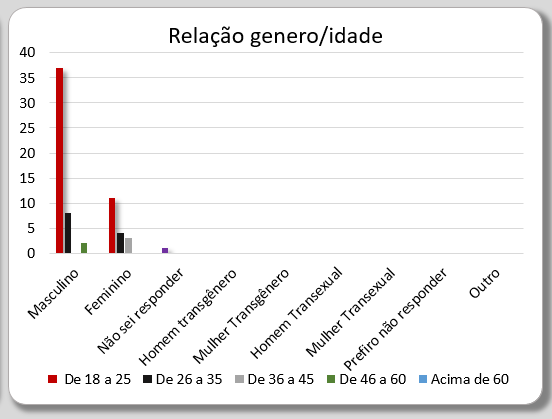 Relação genero/idade
40
35
30
25
20
15
10
5
0
Masculino
Feminino
Não sei responder
Homem transgênero
Mulher Transgênero
Homem Transexual
Mulher Transexual
Prefiro não responder
Outro
De 18 a 25 De 26 a 35 De 36 a 45 De 46 a 60 Acima de 60